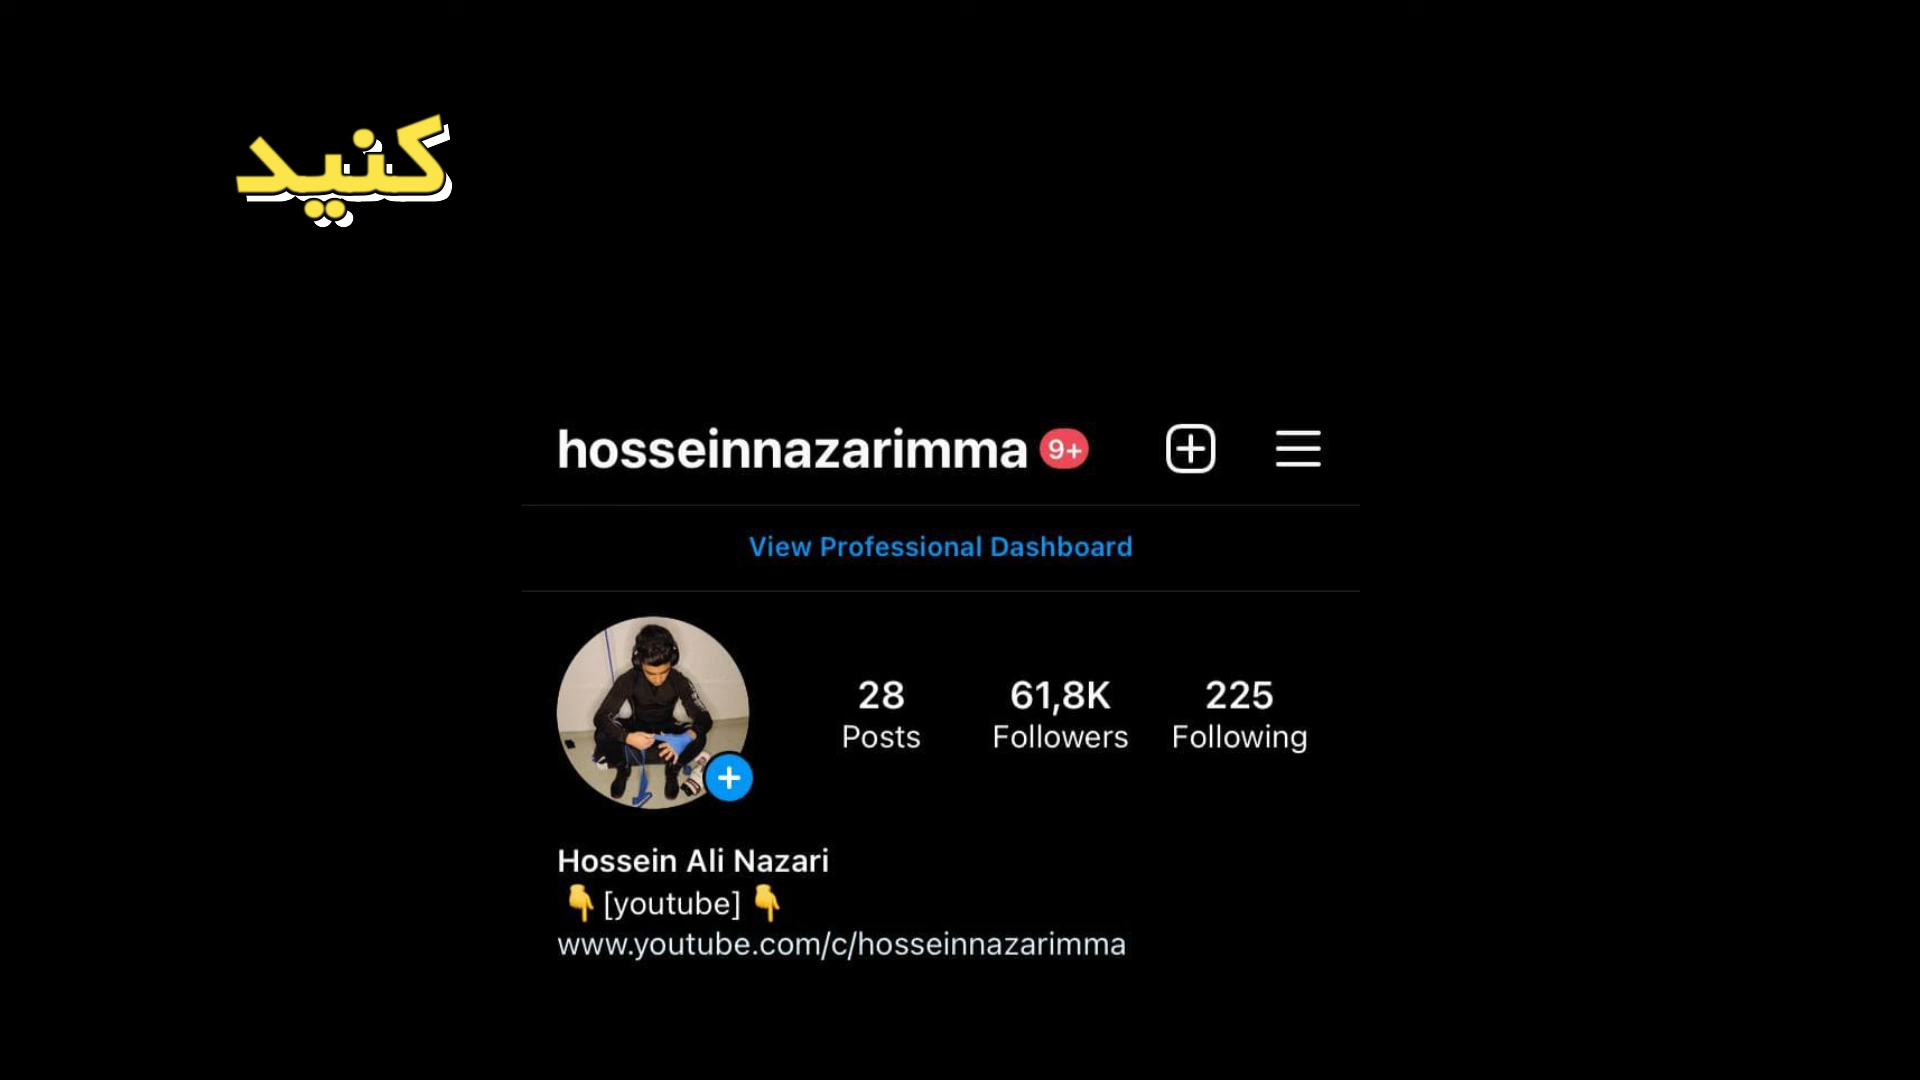 کنید
hosseinnazarimma 9+
View Professional Dashboard
28 61,8K 225
Posts Followers Following
Hossein Ali Nazari
👇[youtube]👇
www.youtube.com/c/hosseinnazarimma